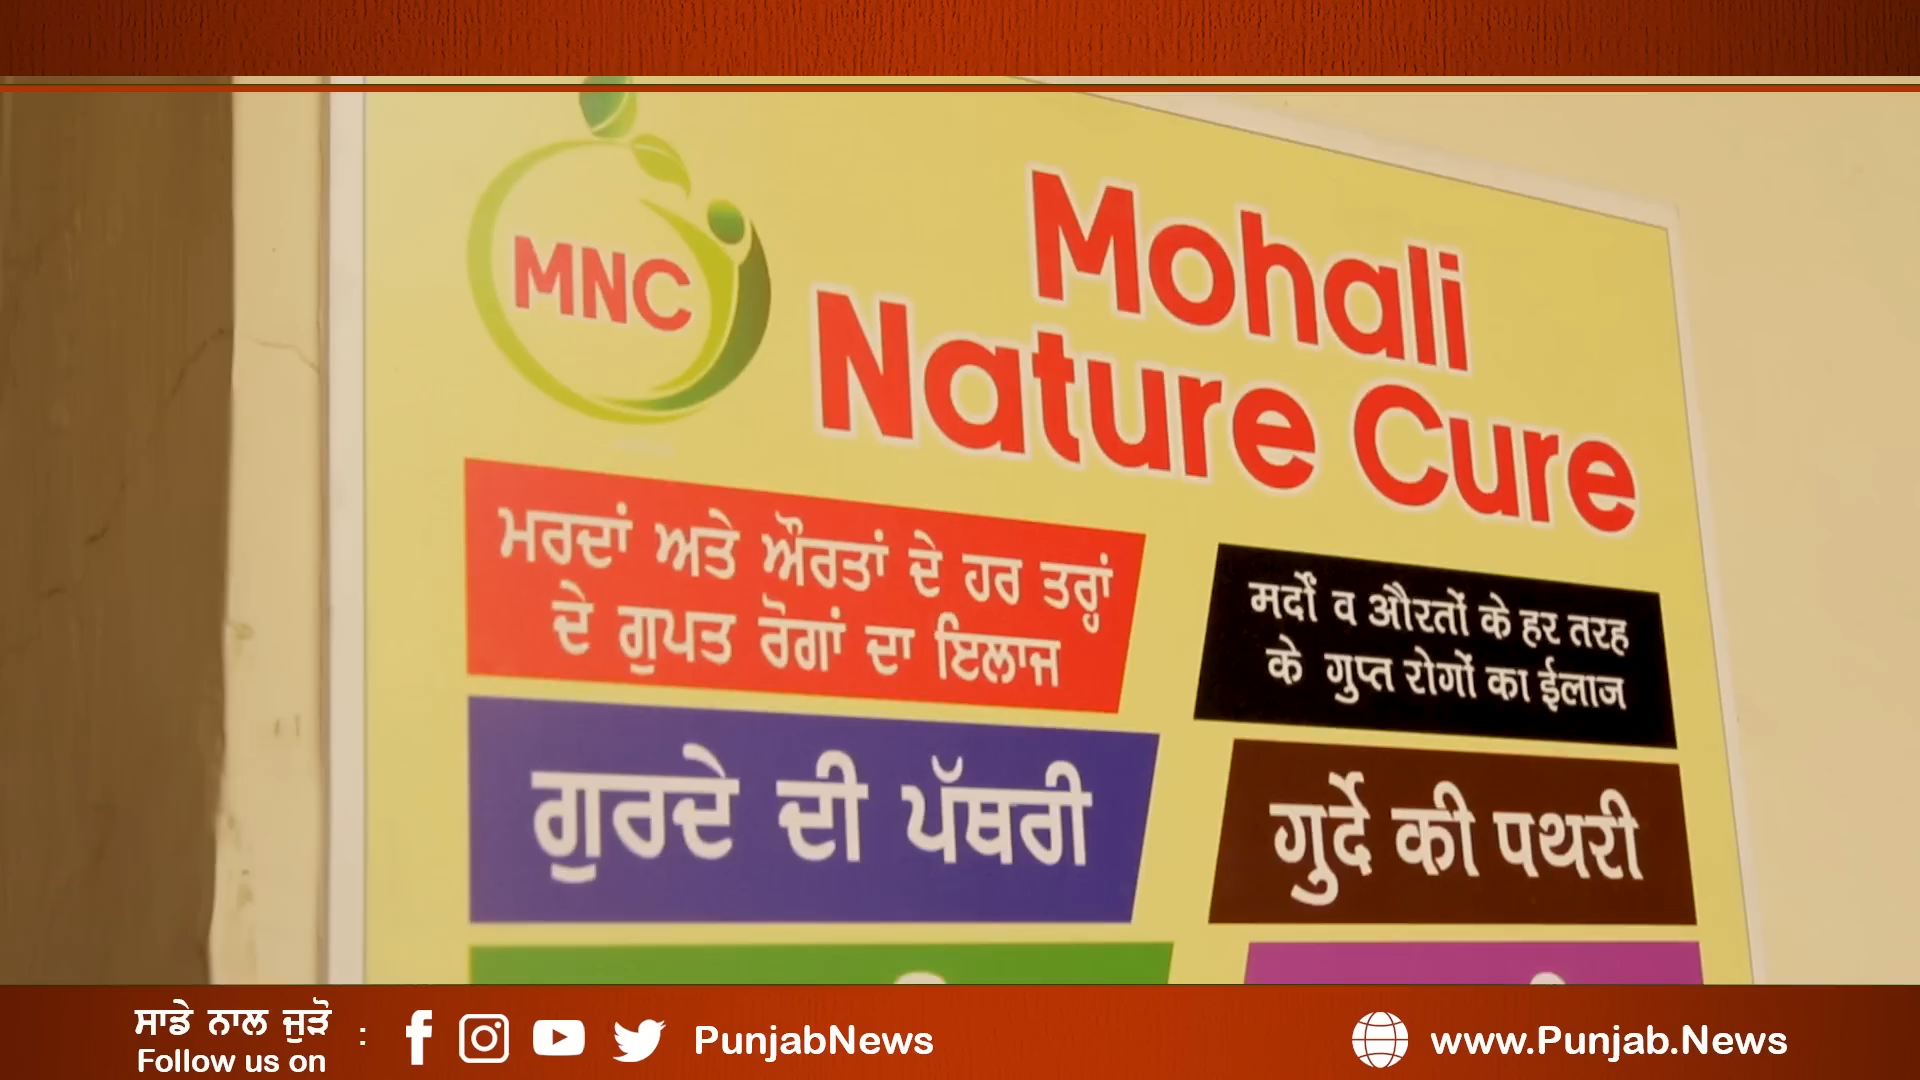 MNC
Mohali
Nature Cure
ਮਰਦਾਂ ਅਤੇ ਔਰਤਾਂ ਦੇ ਹਰ ਤਰ੍ਹਾਂ
ਦੇ ਗੁਪਤ ਰੋਗਾਂ ਦਾ ਇਲਾਜ
मर्दों व औरतों के हर तरह
के गुप्त रोगों का ईलाज
ਗੁਰਦੇ ਦੀ ਪੱਥਰੀ
गुर्दे की पथरी
ਸਾਡੇ ਨਾਲ ਜੁੜੋ :
Follow us on
PunjabNews
www.Punjab.News